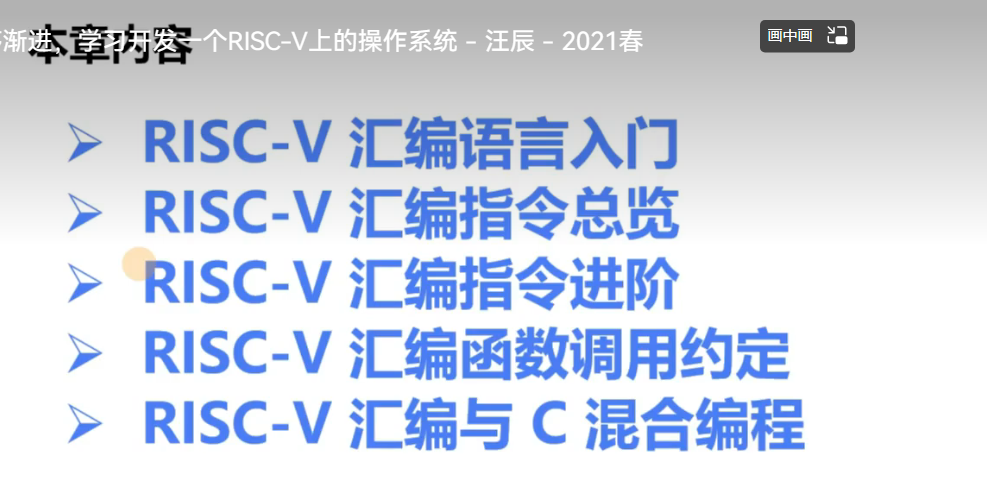 本章内容
渐进，学习开发一个RISC-V上的操作系统 - 汪辰 - 2021春
画中画
➢ RISC-V 汇编语言入门
➢ RISC-V 汇编指令总览
➢ RISC-V 汇编指令进阶
➢ RISC-V 汇编函数调用约定
➢ RISC-V 汇编与 C 混合编程